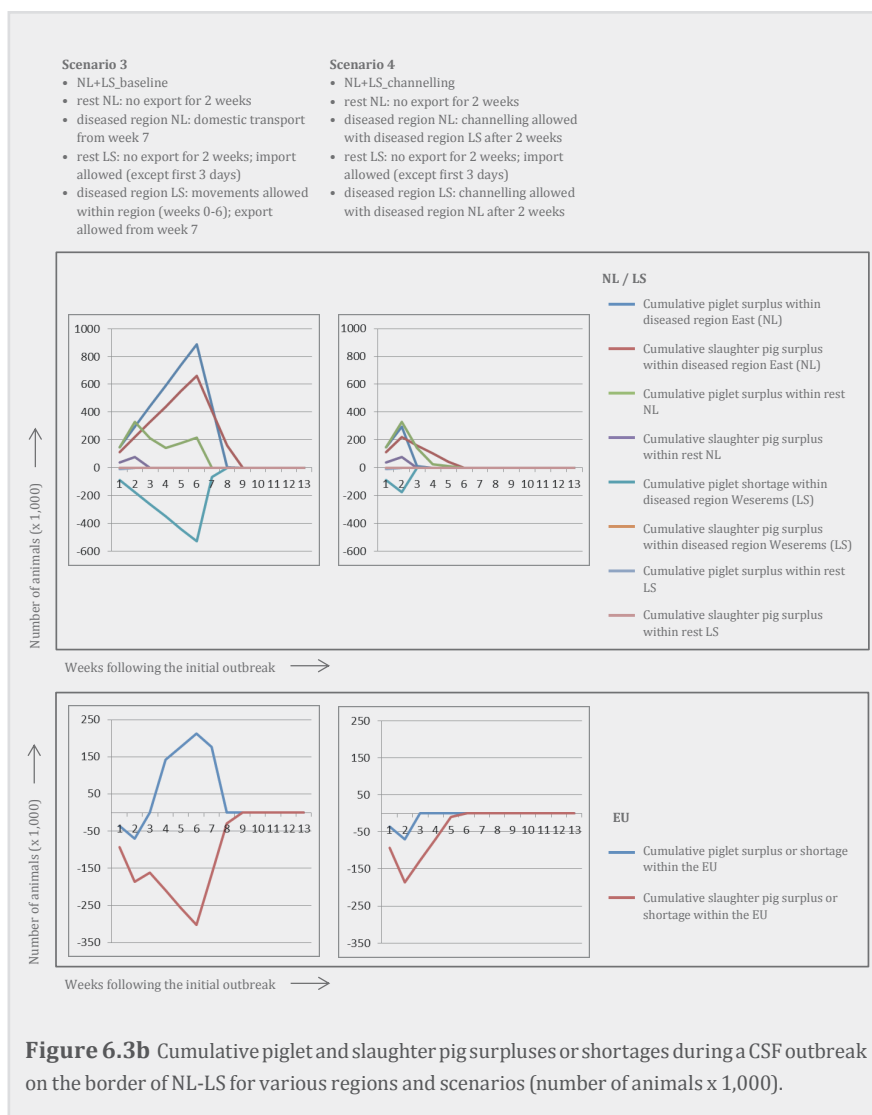 Scenario 3
• NL+LS_baseline
• rest NL: no export for 2 weeks
• diseased region NL: domestic transport
from week 7
• rest LS: no export for 2 weeks; import
allowed (except first 3 days)
• diseased region LS: movements allowed
within region (weeks 0-6); export
allowed from week 7
Scenario 4
• NL+LS_channelling
• rest NL: no export for 2 weeks
• diseased region NL: channelling allowed
with diseased region LS after 2 weeks
• rest LS: no export for 2 weeks; import
allowed (except first 3 days)
• diseased region LS: channelling allowed
with diseased region NL after 2 weeks
Number of animals (x 1,000)
1000
800
600
400
200
0
-200
-400
-600
1 2 3 4 5 6 7 8 9 10 11 12 13
1000
800
600
400
200
0
-200
-400
-600
1 2 3 4 5 6 7 8 9 10 11 12 13
NL / LS
Cumulative piglet surplus within
diseased region East (NL)
Cumulative slaughter pig surplus
within diseased region East (NL)
Cumulative piglet surplus within rest
NL
Cumulative slaughter pig surplus
within rest NL
Cumulative piglet shortage within
diseased region Weserems (LS)
Cumulative slaughter pig surplus
within diseased region Weserems (LS)
Cumulative piglet surplus within rest
LS
Cumulative slaughter pig surplus
within rest LS
Weeks following the initial outbreak
Number of animals (x 1,000)
250
150
50
-50
-150
-250
-350
1 2 3 4 5 6 7 8 9 10 11 12 13
250
150
50
-50
-150
-250
-350
1 2 3 4 5 6 7 8 9 10 11 12 13
EU
Cumulative piglet surplus or shortage
within the EU
Cumulative slaughter pig surplus or
shortage within the EU
Weeks following the initial outbreak
Figure 6.3b Cumulative piglet and slaughter pig surpluses or shortages during a CSF outbreak
on the border of NL-LS for various regions and scenarios (number of animals x 1,000).